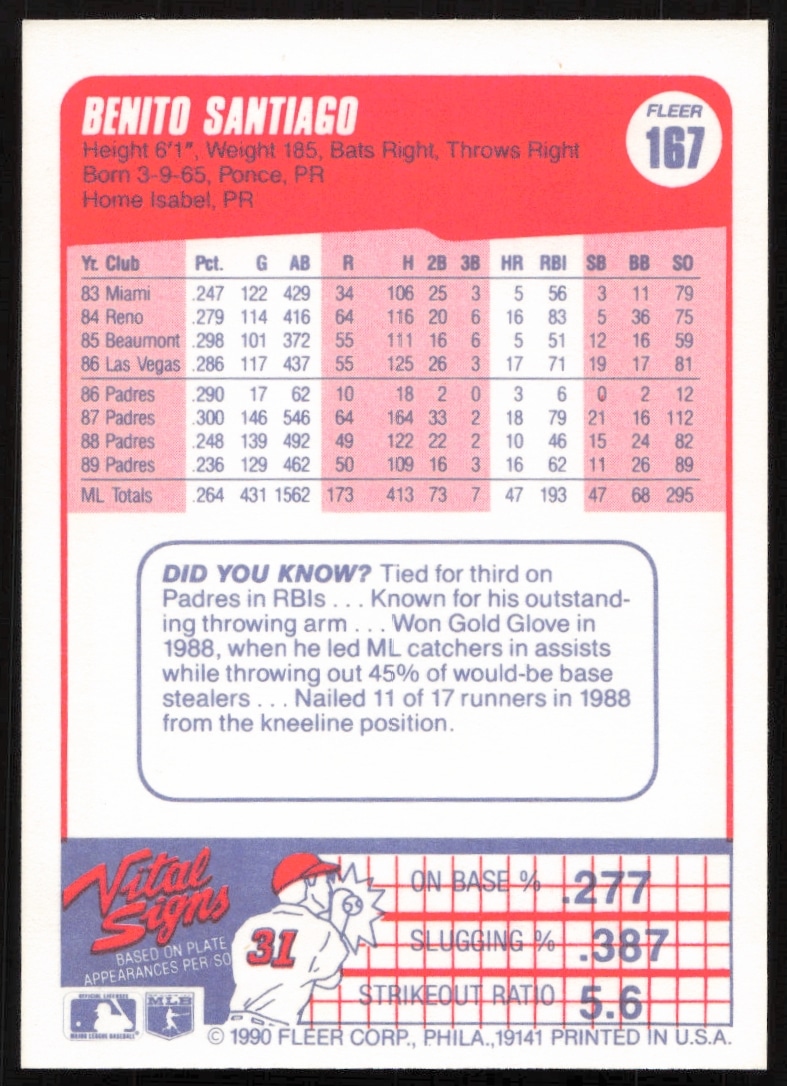 BENITO SANTIAGO
FLEER
167
Height 6'1", Weight 185, Bats Right, Throws Right
Born 3-9-65, Ponce, PR
Home Isabel, PR
Yr. Club Pct. G AB R H 2B 3B HR RBI SB BB SO
83 Miami .247 122 429 34 106 25 3 5 56 3 11 79
84 Reno .279 114 416 64 116 20 6 16 83 5 36 75
85 Beaumont .298 101 372 55 111 16 6 5 51 12 16 59
86 Las Vegas .286 117 437 55 125 26 3 17 71 19 17 81
86 Padres .290 17 62 10 18 2 0 3 6 0 2 12
87 Padres .300 146 546 64 164 33 2 18 79 21 16 112
88 Padres .248 139 492 49 122 22 2 10 46 15 24 82
89 Padres .236 129 462 50 109 16 3 16 62 11 26 89
ML Totals .264 431 1562 173 413 73 7 47 193 47 68 295
DID YOU KNOW? Tied for third on
Padres in RBIs . . . Known for his outstand-
ing throwing arm . . . Won Gold Glove in
1988, when he led ML catchers in assists
while throwing out 45% of would-be base
stealers . . . Nailed 11 of 17 runners in 1988
from the kneeline position.
Vital
Signs
BASED ON PLATE
APPEARANCES PER SO
31
ON BASE % .277
SLUGGING % .387
STRIKEOUT RATIO 5.6
OFFICIAL LICENSEE
MAJOR LEAGUE BASEBALL
MLB
© 1990 FLEER CORP., PHILA.,19141 PRINTED IN U.S.A.